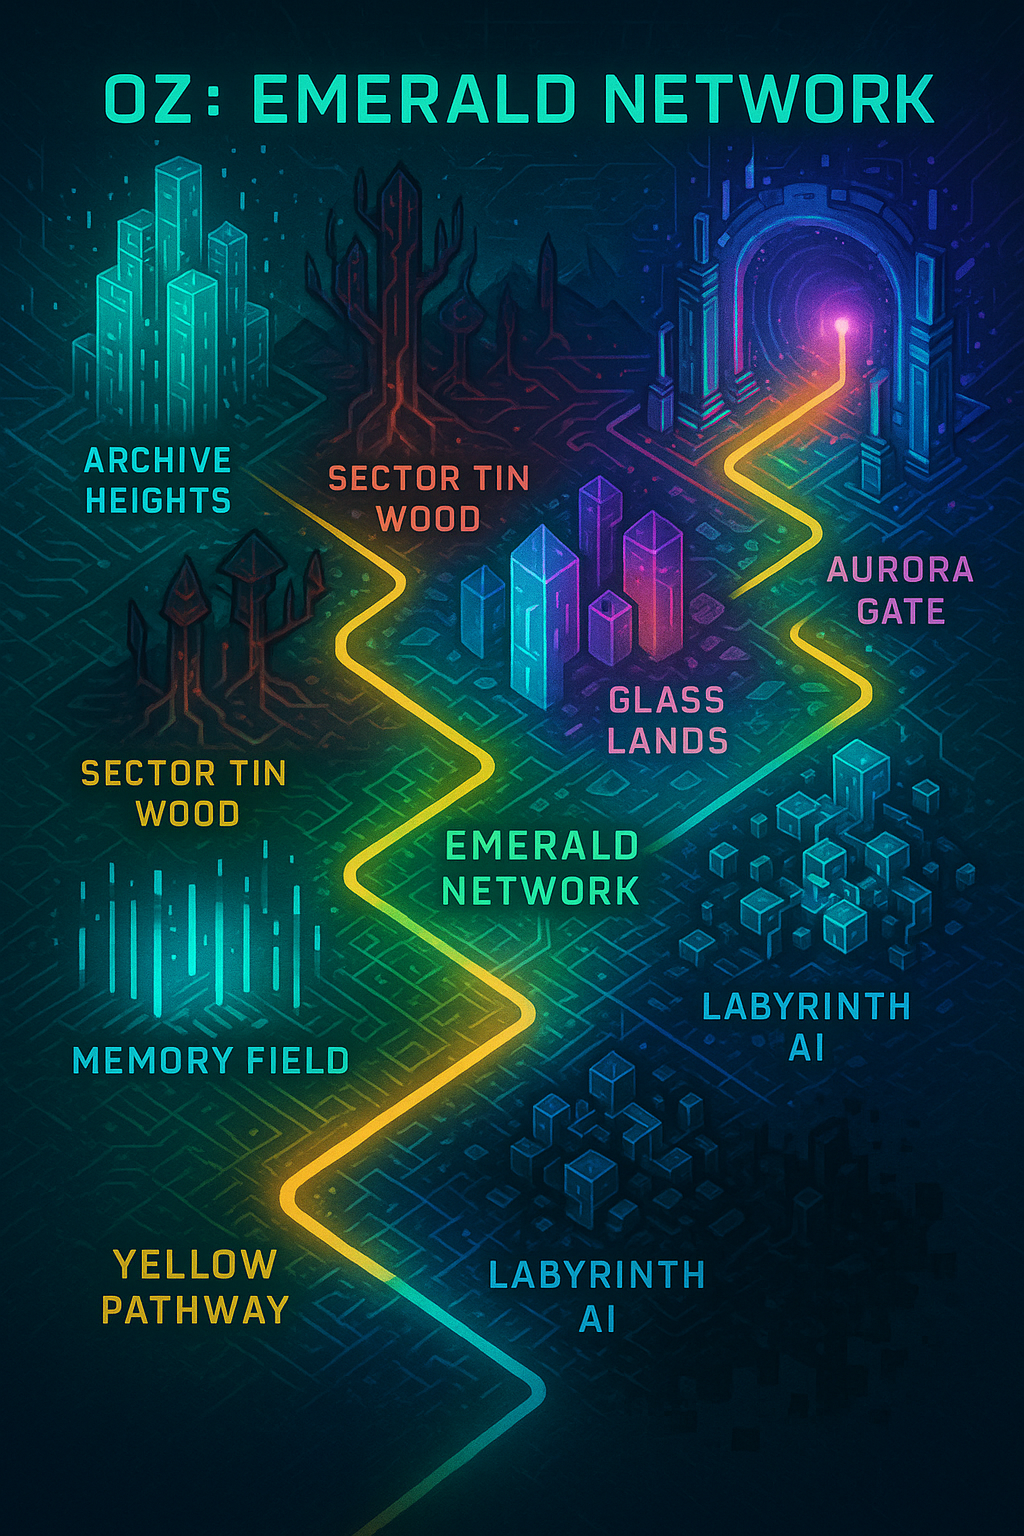 OZ: EMERALD NETWORK
ARCHIVE
HEIGHTS
SECTOR TIN
WOOD
AURORA
GATE
GLASS
LANDS
SECTOR TIN
WOOD
EMERALD
NETWORK
LABYRINTH
AI
MEMORY FIELD
YELLOW
PATHWAY
LABYRINTH
AI